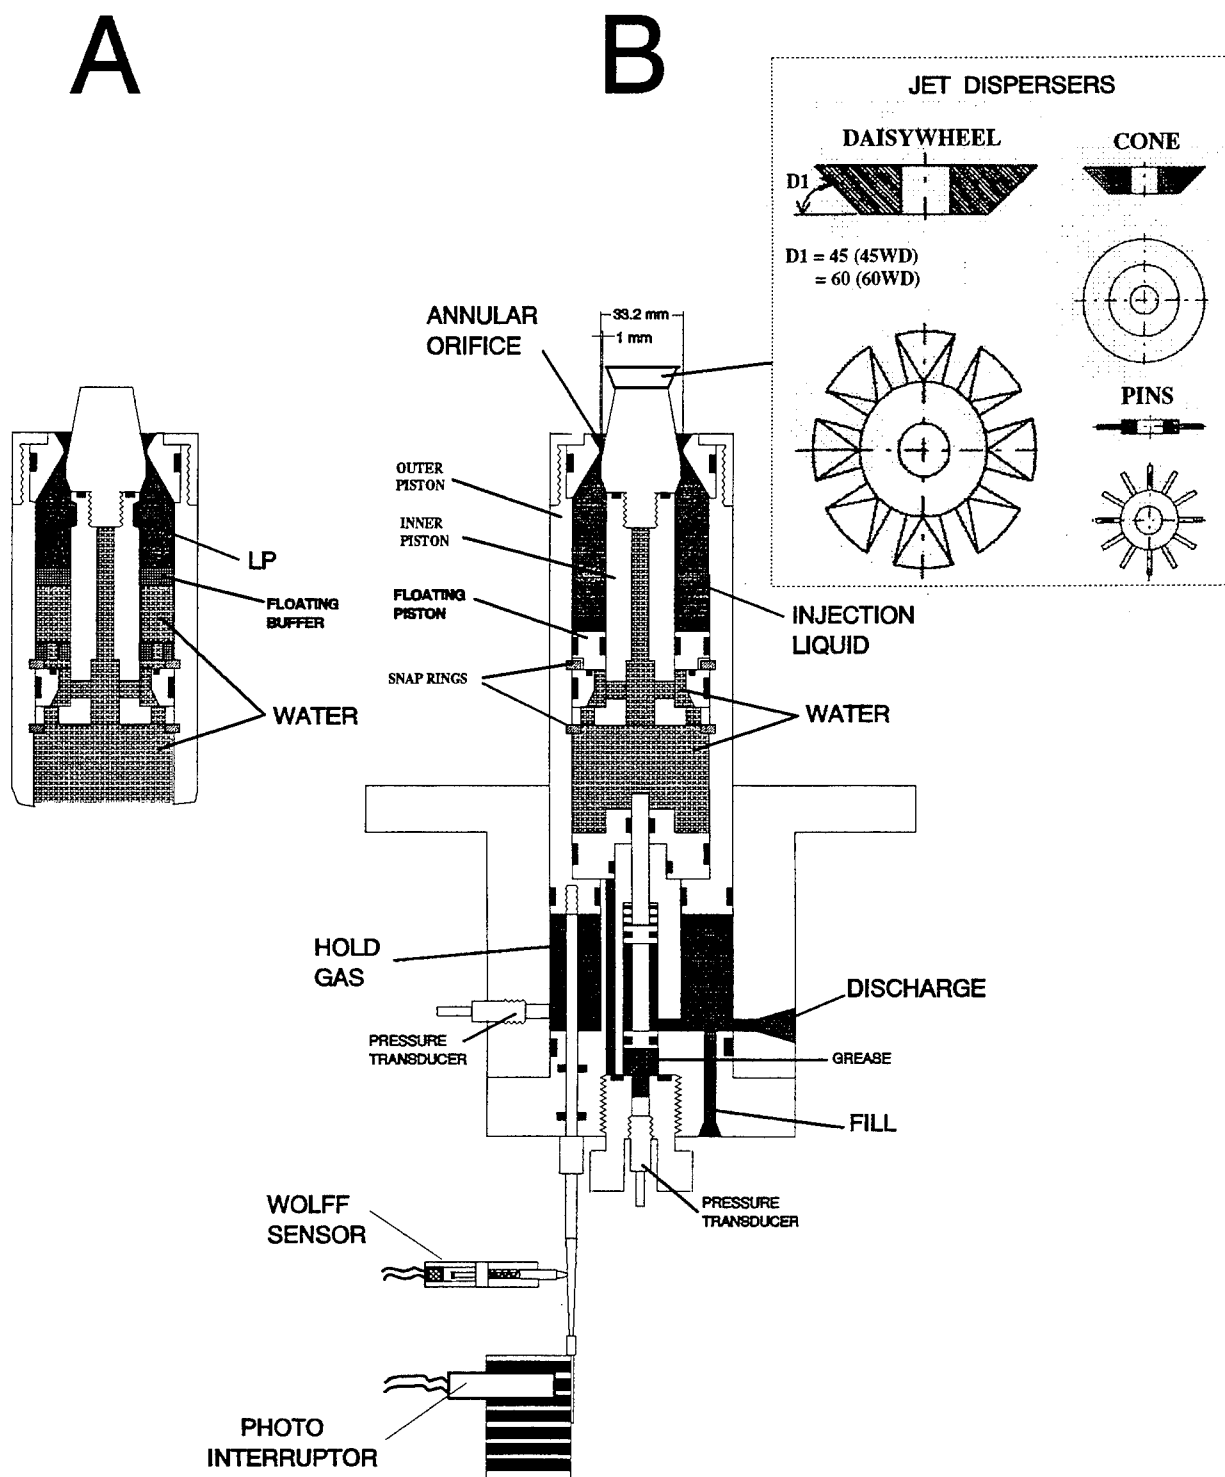 A
B
JET DISPERSERS
DAISYWHEEL
CONE
D1
D1 = 45 (45WD)
= 60 (60WD)
PINS
33.2 mm
1 mm
ANNULAR
ORIFICE
OUTER
PISTON
INNER
PISTON
LP
FLOATING
BUFFER
FLOATING
PISTON
INJECTION
LIQUID
SNAP RINGS
WATER
WATER
HOLD
GAS
DISCHARGE
PRESSURE
TRANSDUCER
GREASE
FILL
WOLFF
SENSOR
PRESSURE
TRANSDUCER
PHOTO
INTERRUPTOR